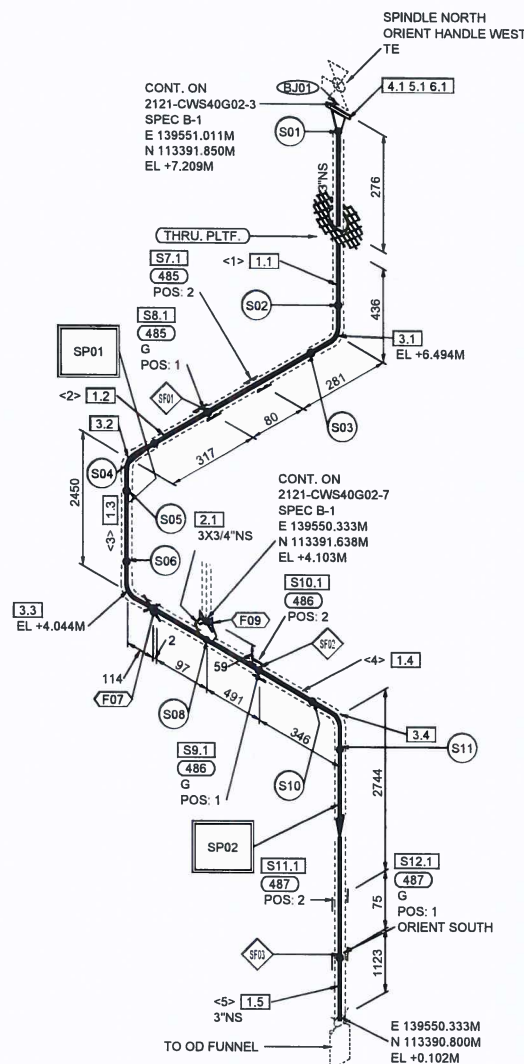 SPINDLE NORTH
ORIENT HANDLE WEST
TE
BJ01
4.1 5.1 6.1
CONT. ON
2121-CWS40G02-3
SPEC B-1
E 139551.011M
N 113391.850M
EL +7.209M
S01
3"NS
276
THRU. PLTF.
S7.1
485
POS: 2
<1> 1.1
S02
436
S8.1
485
G
POS: 1
3.1
EL +6.494M
SP01
SF01
S03
281
80
317
<2> 1.2
3.2
S04
2450
1.3
<3>
S05
S06
2.1
3X3/4"NS
CONT. ON
2121-CWS40G02-7
SPEC B-1
E 139550.333M
N 113391.638M
EL +4.103M
S10.1
486
POS: 2
3.3
EL +4.044M
F09
SF02
<4> 1.4
2
59
114
97
F07
491
S08
346
3.4
S11
S9.1
486
G
POS: 1
S10
2744
SP02
S11.1
487
POS: 2
S12.1
487
G
POS: 1
ORIENT SOUTH
75
SF03
1123
<5> 1.5
3"NS
E 139550.333M
N 113390.800M
EL +0.102M
TO OD FUNNEL